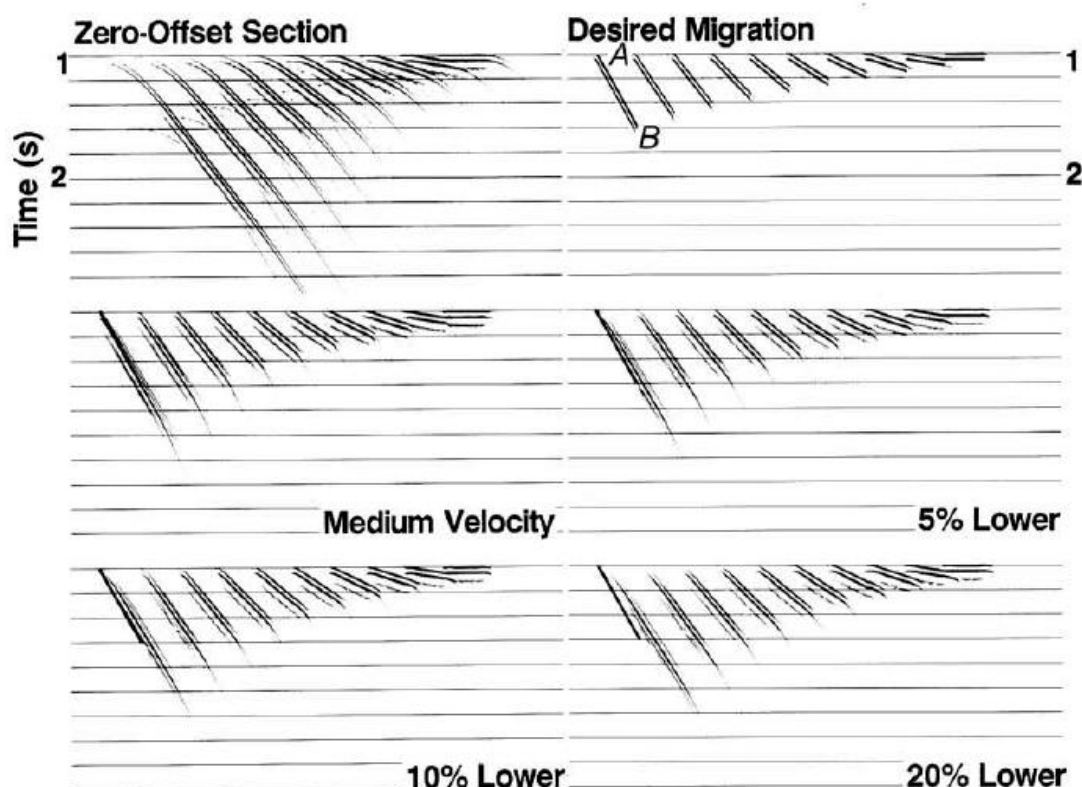 Zero-Offset Section
Desired Migration
1
A
1
B
Time (s)
2
2
Medium Velocity
5% Lower
10% Lower
20% Lower